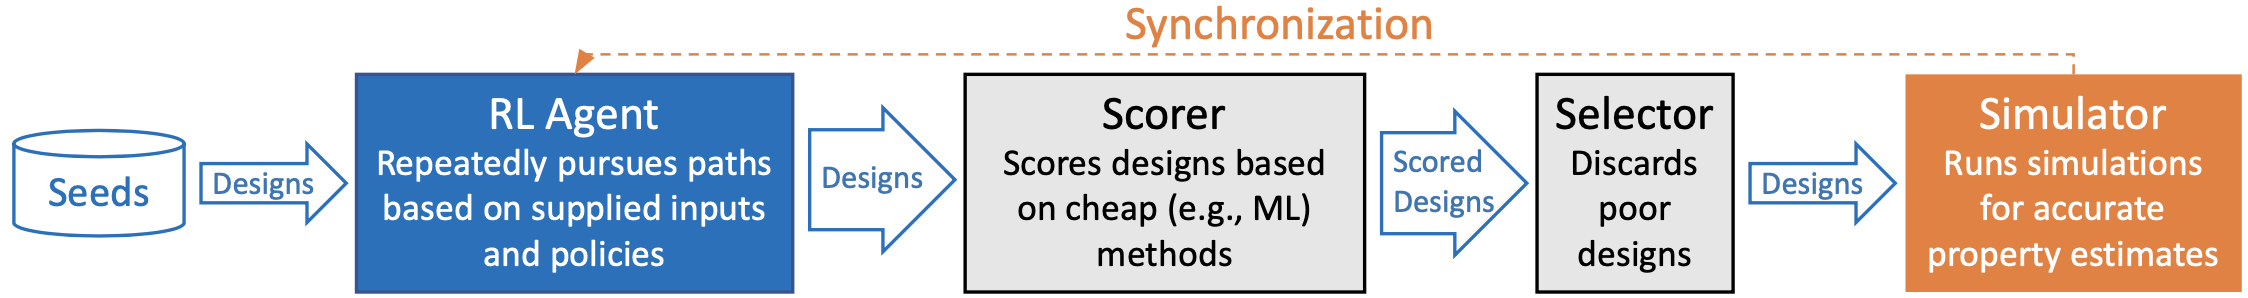 Synchronization
Seeds
Designs
RL Agent
Repeatedly pursues paths
based on supplied inputs
and policies
Designs
Scorer
Scores designs based
on cheap (e.g., ML)
methods
Scored
Designs
Selector
Discards
poor
designs
Designs
Simulator
Runs simulations
for accurate
property estimates